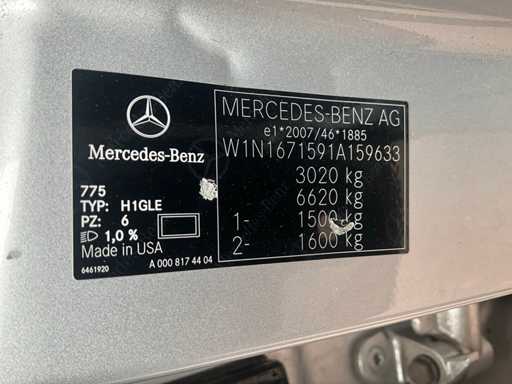 Mercedes-Benz
775
TYP: H1GLE
PZ: 6
1,0 %
Made in USA
6461920
A 000 817 44 04
MERCEDES-BENZ AG
e1*2007/46*1885
W1N1671591A159633
3020 kg
6620 kg
1- 1500 kg
2- 1600 kg